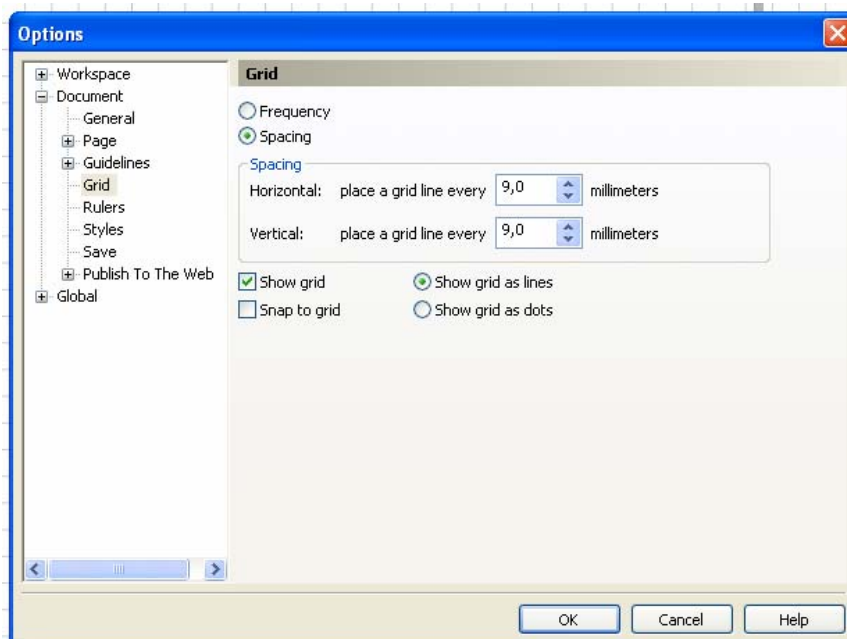 Options
Workspace
Document
General
Page
Guidelines
Grid
Rulers
Styles
Save
Publish To The Web
Global
Grid
Frequency
Spacing
Spacing
Horizontal: place a grid line every 9,0 millimeters
Vertical: place a grid line every 9,0 millimeters
Show grid Show grid as lines
Snap to grid Show grid as dots
OK Cancel Help